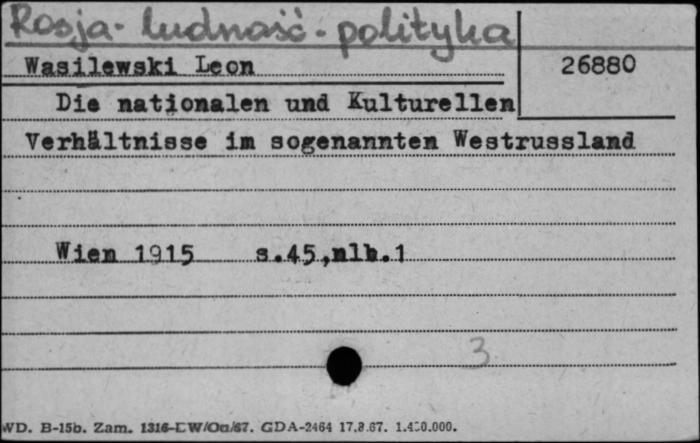 Rosja - ludność - polityka
Wasilewski Leon
26880
Die nationalen und Kulturellen
Verhältnisse im sogenannten Westrussland
Wien 1915 s.45,nlb.1
3
WD. B-15b. Zam. 1316-EW/Oa/67. GDA-2464 17.8.67. 1.400.000.